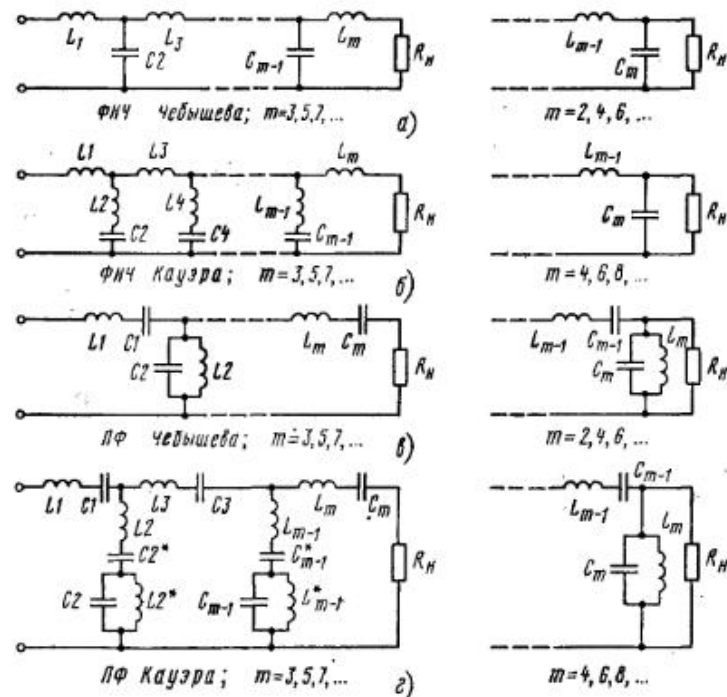 L1 L3 Lm Lm-1
C2 Cm-1 Rн Cm Rн
ФНЧ Чебышева; m=3,5,7,... а) m=2,4,6,...
L1 L3 Lm Lm-1
L2 L4 Lm-1 Rн Cm Rн
C2 C4 Cm-1
ФНЧ Кауэра; m=3,5,7,... б) m=4,6,8,...
L1 C1 Lm Cm Lm-1 Cm-1 Lm
C2 L2 Rн Cm Rн
ПФ Чебышева; m=3,5,7,... в) m=2,4,6,...
L1 C1 L3 C3 Lm Cm Lm-1 Cm-1
L2 Lm-1 Lm
C2* C*m-1 Rн Cm Rн
C2 L2* Cm-1 L*m-1
ПФ Кауэра; m=3,5,7,... г) m=4,6,8,...